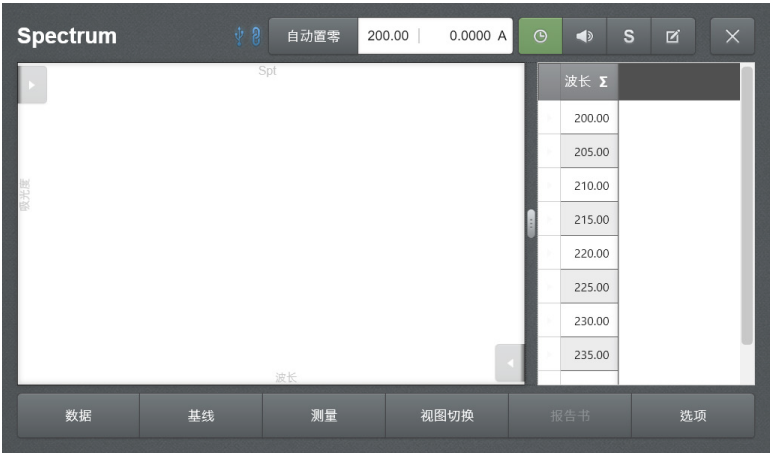 Spectrum
自动置零
200.00
0.0000 A
S
Spt
吸光度
波长
波长 Σ
200.00
205.00
210.00
215.00
220.00
225.00
230.00
235.00
数据
基线
测量
视图切换
报告书
选项